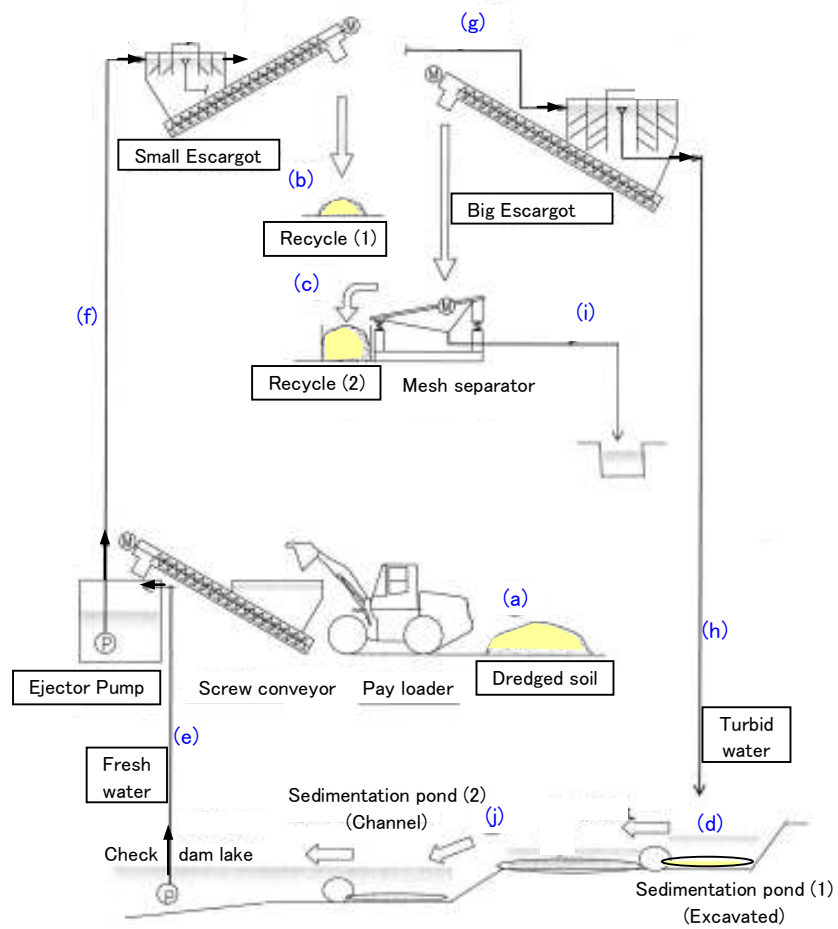 (g)
M
M
Small Escargot
(b)
Big Escargot
Recycle (1)
(c)
M
(f)
(i)
Recycle (2)
Mesh separator
M
(a)
P
(h)
Ejector Pump
Screw conveyor
Pay loader
Dredged soil
(e)
Turbid
water
Fresh
water
Sedimentation pond (2)
(Channel)
(j)
(d)
Check dam lake
P
Sedimentation pond (1)
(Excavated)